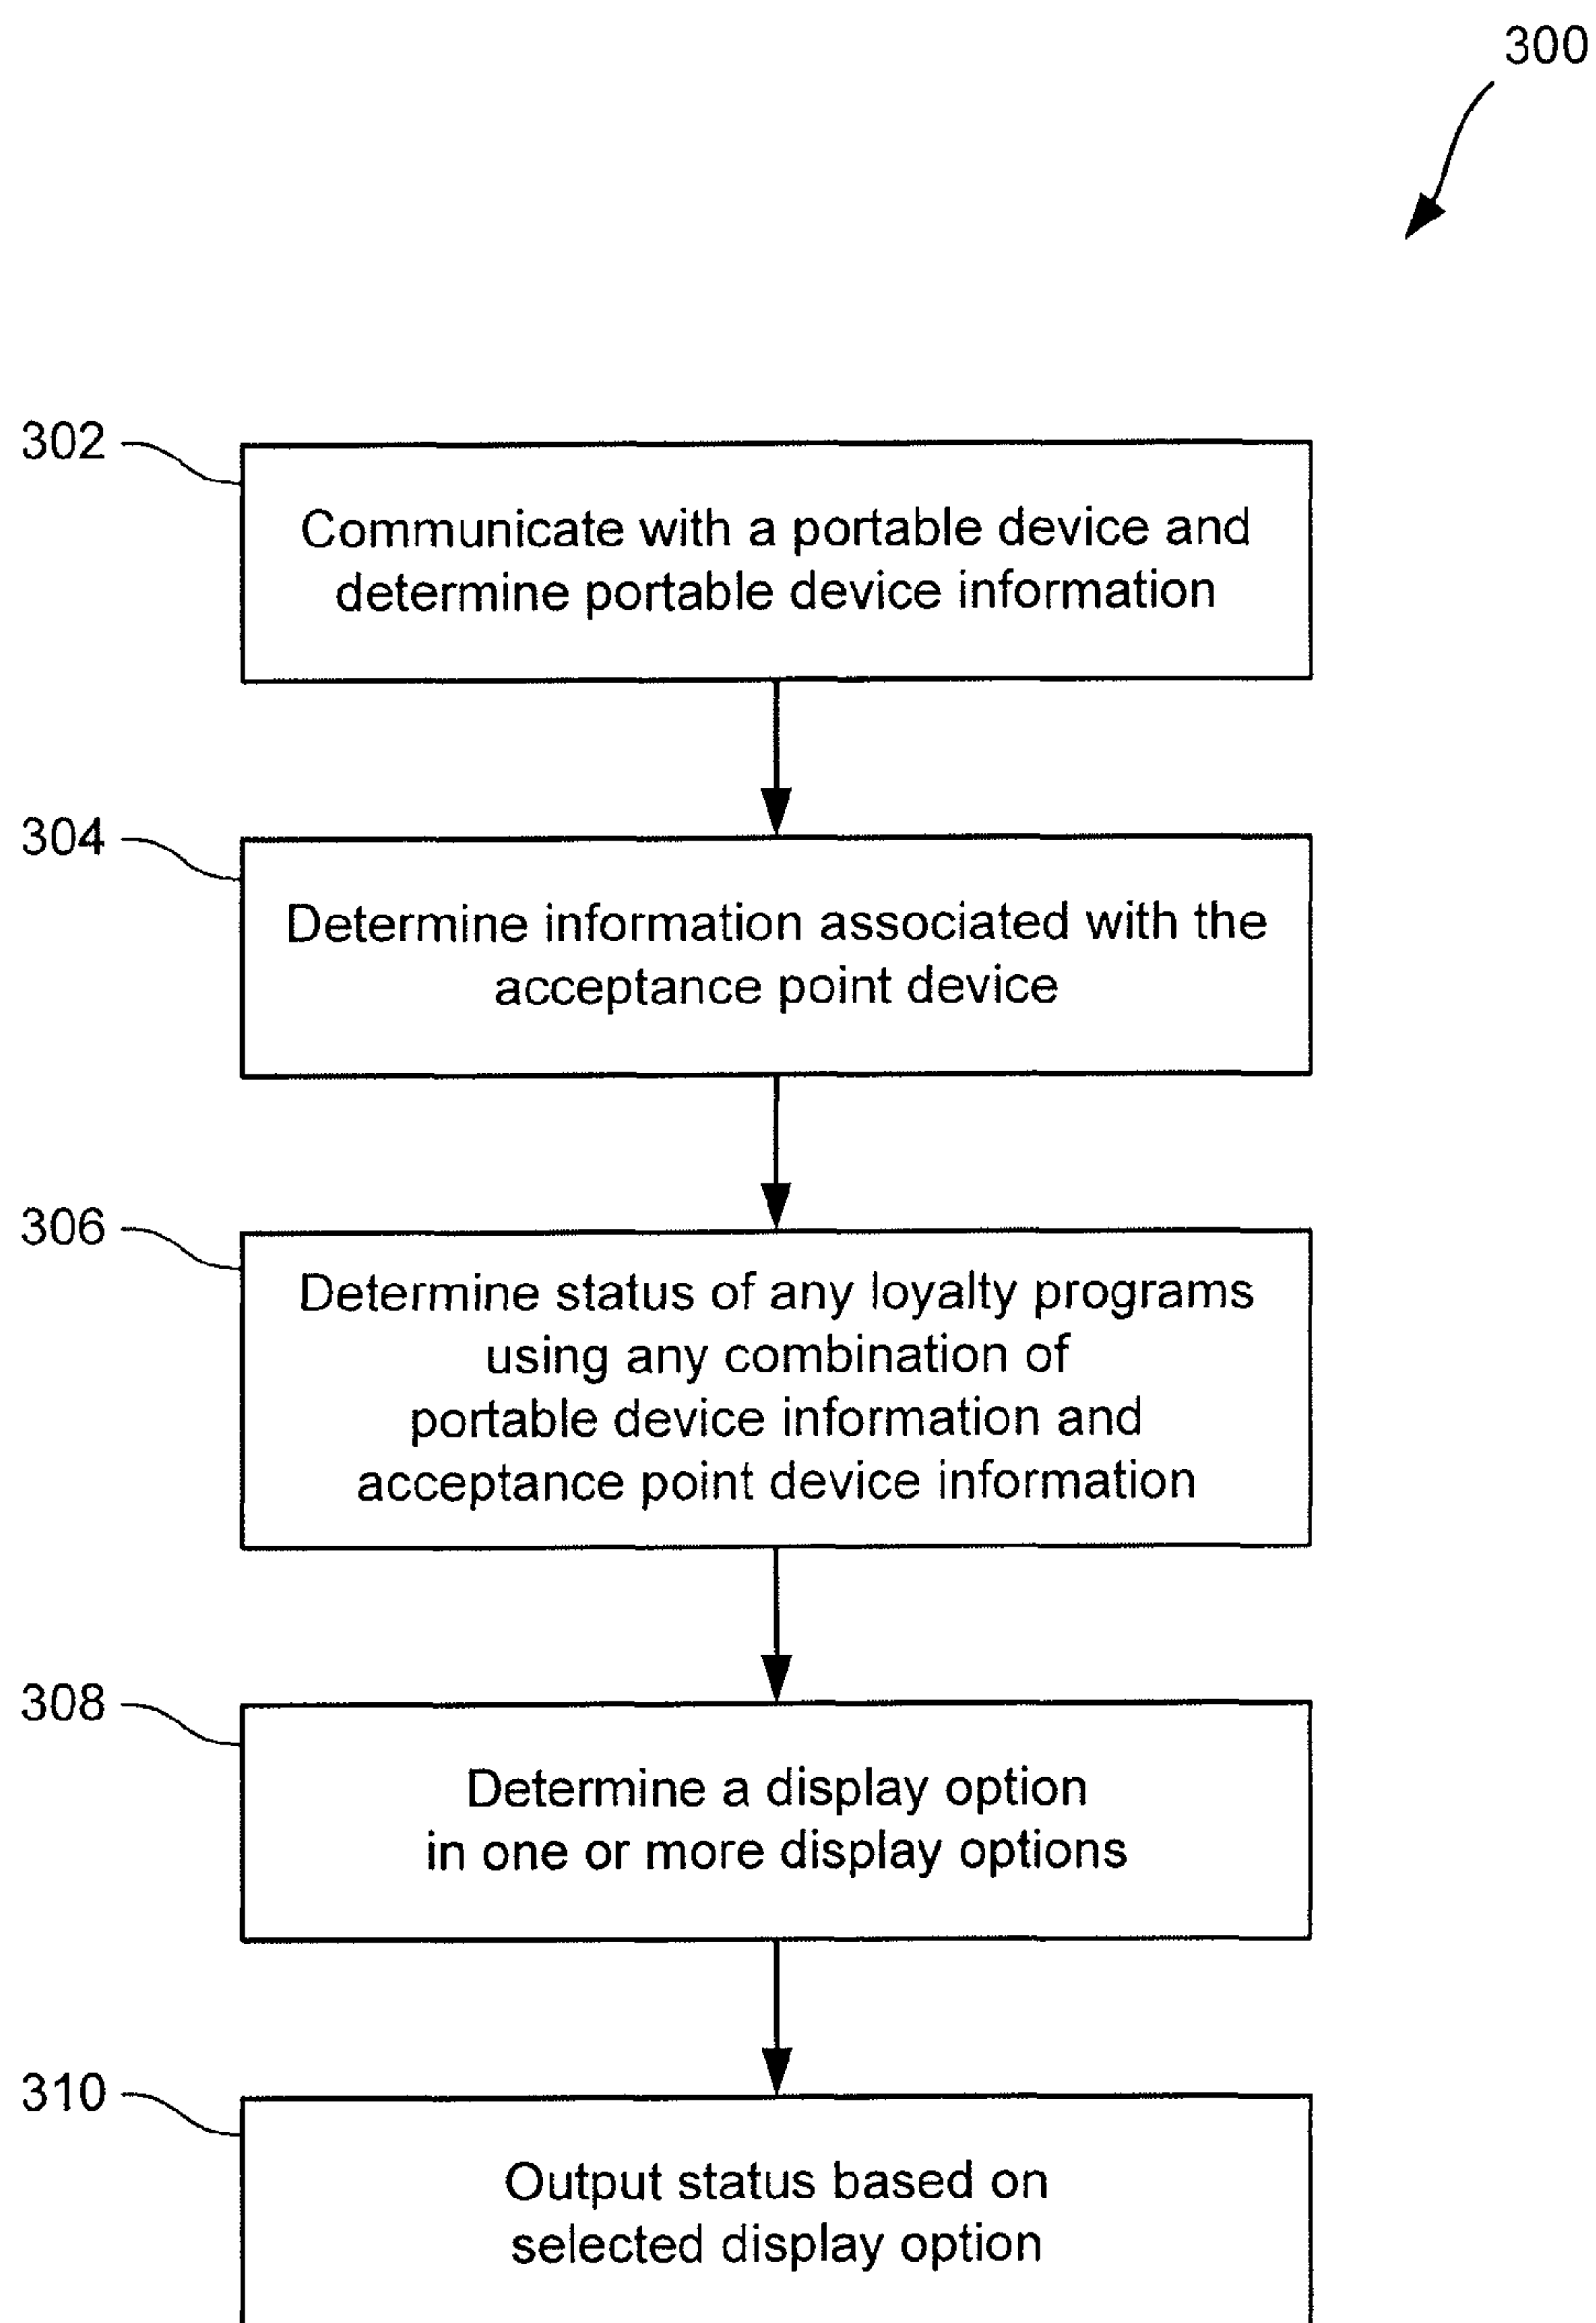 300
302
Communicate with a portable device and
determine portable device information
304
Determine information associated with the
acceptance point device
306
Determine status of any loyalty programs
using any combination of
portable device information and
acceptance point device information
308
Determine a display option
in one or more display options
310
Output status based on
selected display option